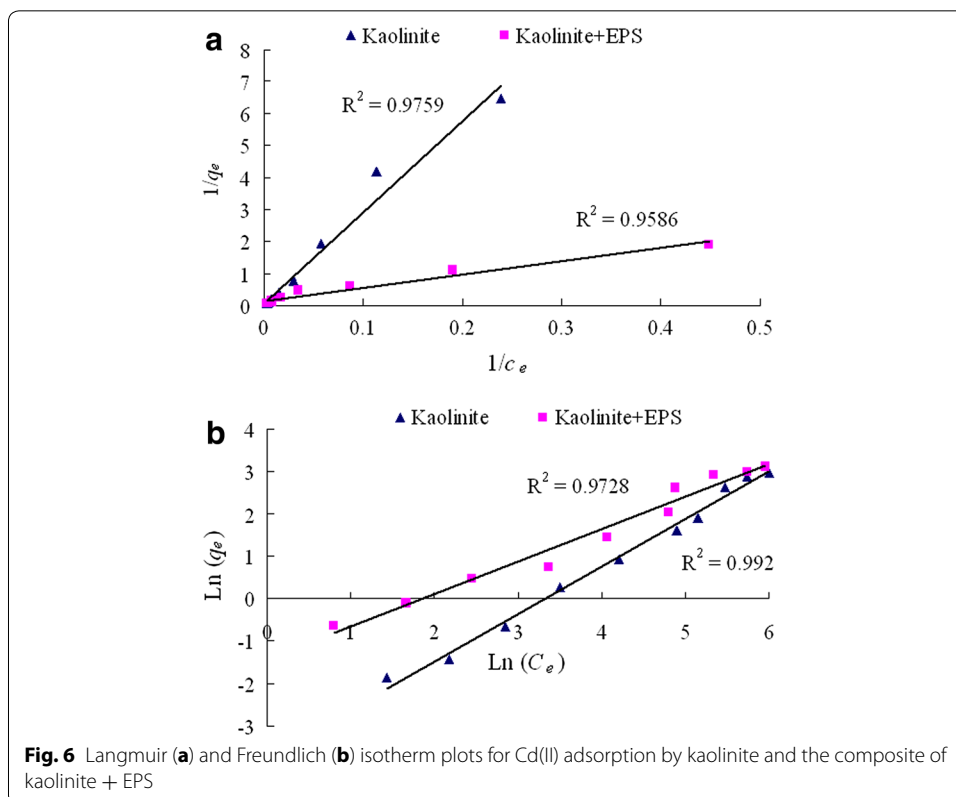 a
Kaolinite Kaolinite+EPS
8
7
6
5
4
3
2
1
0
1/qe
R² = 0.9759
R² = 0.9586
0 0.1 0.2 0.3 0.4 0.5
1/c e
b
Kaolinite Kaolinite+EPS
4
3
2
1
0
-1
-2
-3
Ln (qe)
R² = 0.9728
R² = 0.992
0 1 2 3 4 5 6
Ln (C e)
Fig. 6 Langmuir (a) and Freundlich (b) isotherm plots for Cd(II) adsorption by kaolinite and the composite of
kaolinite + EPS